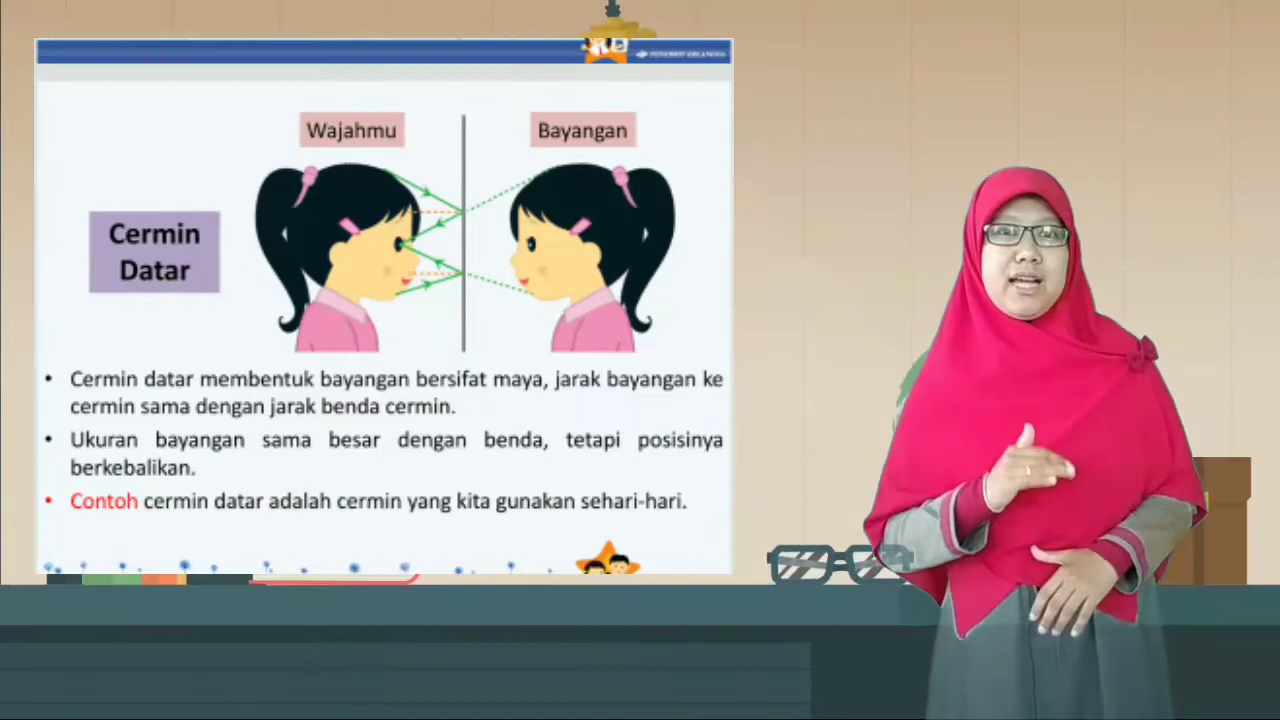 PENERBIT ERLANGGA
Wajahmu
Bayangan
Cermin
Datar
• Cermin datar membentuk bayangan bersifat maya, jarak bayangan ke
cermin sama dengan jarak benda cermin.
• Ukuran bayangan sama besar dengan benda, tetapi posisinya
berkebalikan.
• Contoh cermin datar adalah cermin yang kita gunakan sehari-hari.